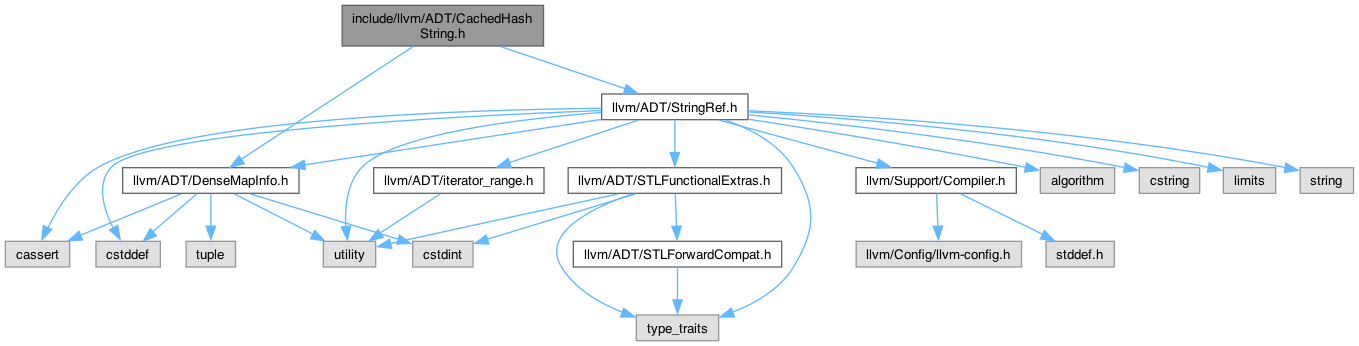 include/llvm/ADT/CachedHash
String.h
llvm/ADT/StringRef.h
llvm/ADT/DenseMapInfo.h
llvm/ADT/iterator_range.h
llvm/ADT/STLFunctionalExtras.h
llvm/Support/Compiler.h
algorithm
cstring
limits
string
cassert
cstddef
tuple
utility
cstdint
llvm/ADT/STLForwardCompat.h
llvm/Config/llvm-config.h
stddef.h
type_traits